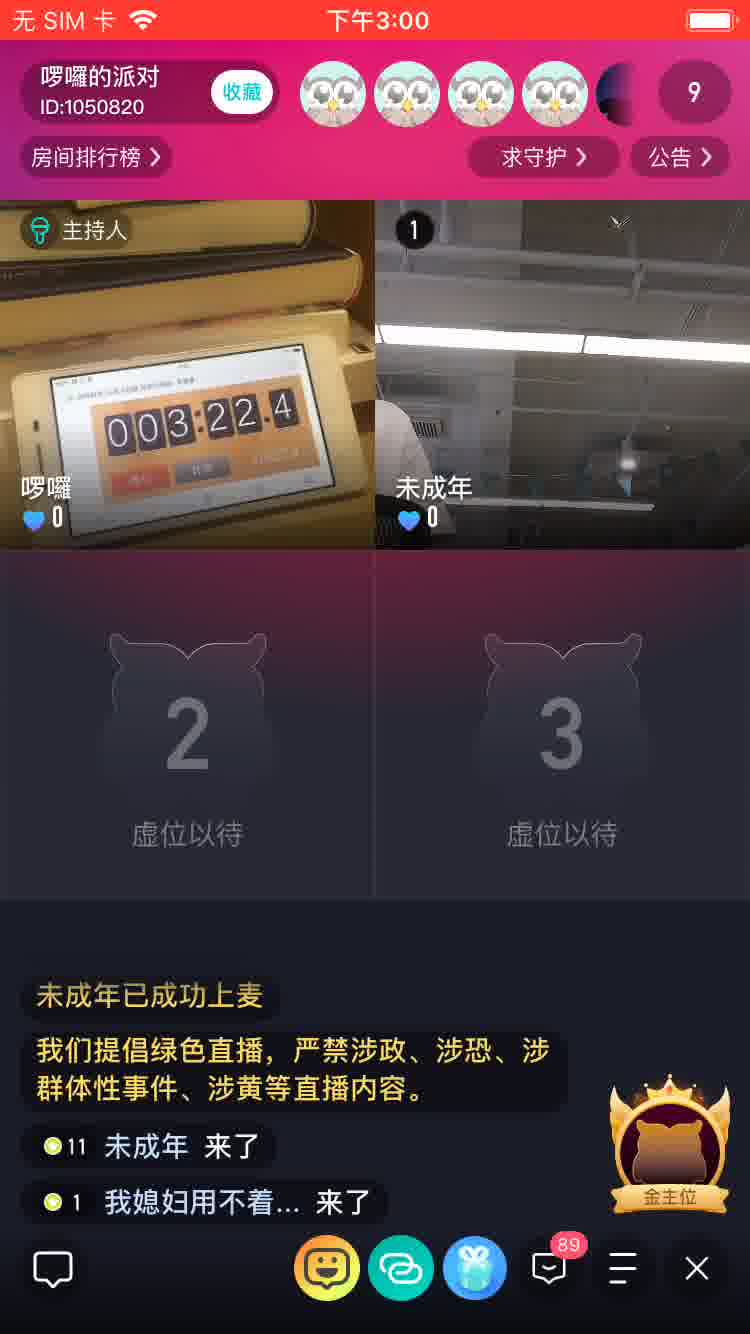 无 SIM 卡
下午3:00
啰囉的派对
ID:1050820
收藏
9
房间排行榜
求守护
公告
主持人
1
003:22.4
啰囉
0
未成年
0
2
3
虚位以待
虚位以待
未成年已成功上麦
我们提倡绿色直播，严禁涉政、涉恐、涉
群体性事件、涉黄等直播内容。
11 未成年 来了
1 我媳妇用不着... 来了
金主位
89